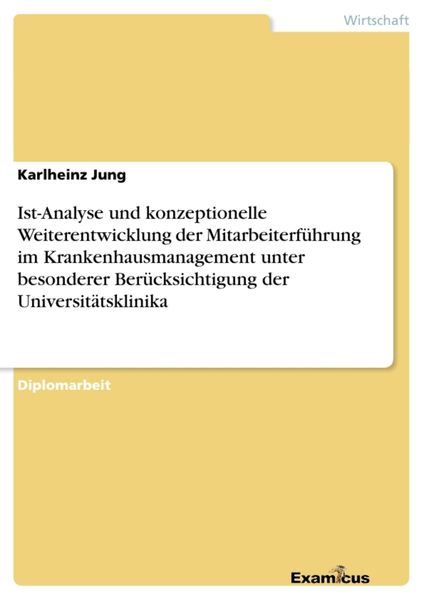 Wirtschaft
Karlheinz Jung
Ist-Analyse und konzeptionelle
Weiterentwicklung der Mitarbeiterführung
im Krankenhausmanagement unter
besonderer Berücksichtigung der
Universitätsklinika
Diplomarbeit
Examicus